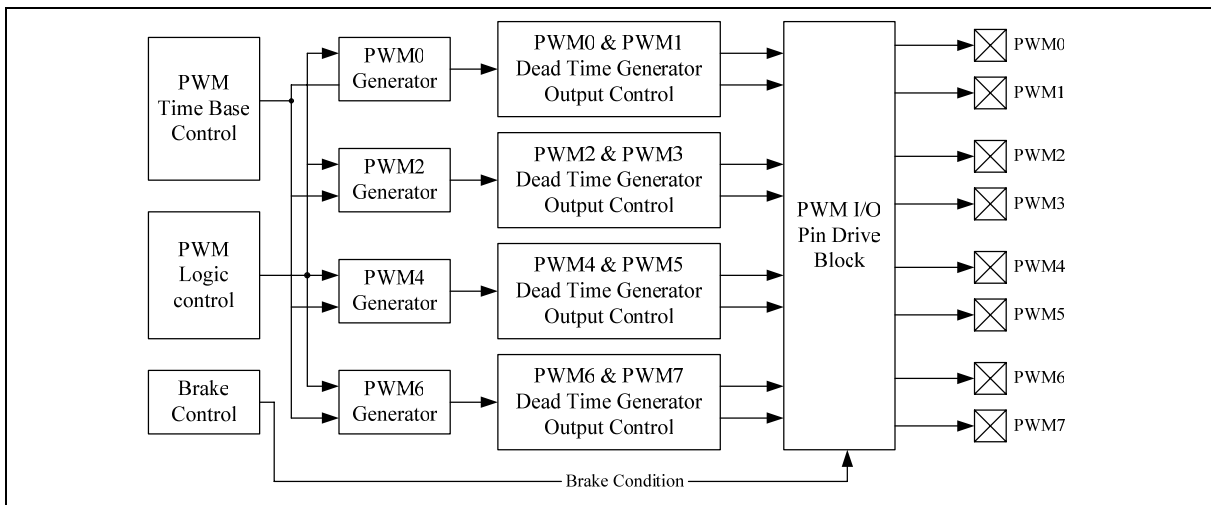 PWM
Time Base
Control
PWM
Logic
control
Brake
Control
PWM0
Generator
PWM2
Generator
PWM4
Generator
PWM6
Generator
PWM0 & PWM1
Dead Time Generator
Output Control
PWM2 & PWM3
Dead Time Generator
Output Control
PWM4 & PWM5
Dead Time Generator
Output Control
PWM6 & PWM7
Dead Time Generator
Output Control
PWM I/O
Pin Drive
Block
PWM0
PWM1
PWM2
PWM3
PWM4
PWM5
PWM6
PWM7
Brake Condition